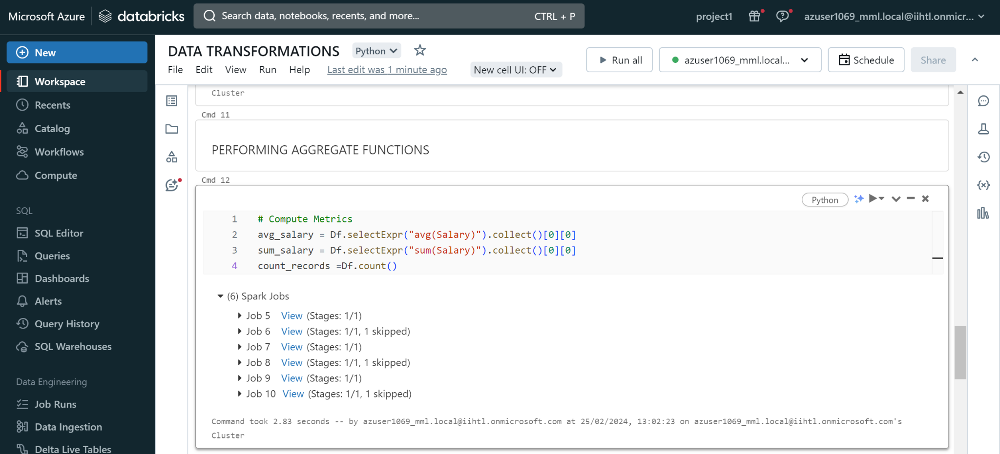 Microsoft Azure databricks Search data, notebooks, recents, and more... CTRL + P project1 azuser1069_mml.local@iihtl.onmicr...
New
Workspace
Recents
Catalog
Workflows
Compute
SQL
SQL Editor
Queries
Dashboards
Alerts
Query History
SQL Warehouses
Data Engineering
Job Runs
Data Ingestion
Delta Live Tables
DATA TRANSFORMATIONS Python
File Edit View Run Help Last edit was 1 minute ago New cell UI: OFF
Run all azuser1069_mml.local... Schedule Share
Cluster
Cmd 11
PERFORMING AGGREGATE FUNCTIONS
Cmd 12
Python
1 # Compute Metrics
2 avg_salary = Df.selectExpr("avg(Salary)").collect()[0][0]
3 sum_salary = Df.selectExpr("sum(Salary)").collect()[0][0]
4 count_records =Df.count()
(6) Spark Jobs
Job 5 View (Stages: 1/1)
Job 6 View (Stages: 1/1, 1 skipped)
Job 7 View (Stages: 1/1)
Job 8 View (Stages: 1/1, 1 skipped)
Job 9 View (Stages: 1/1)
Job 10 View (Stages: 1/1, 1 skipped)
Command took 2.83 seconds -- by azuser1069_mml.local@iihtl.onmicrosoft.com at 25/02/2024, 13:02:23 on azuser1069_mml.local@iihtl.onmicrosoft.com's
Cluster